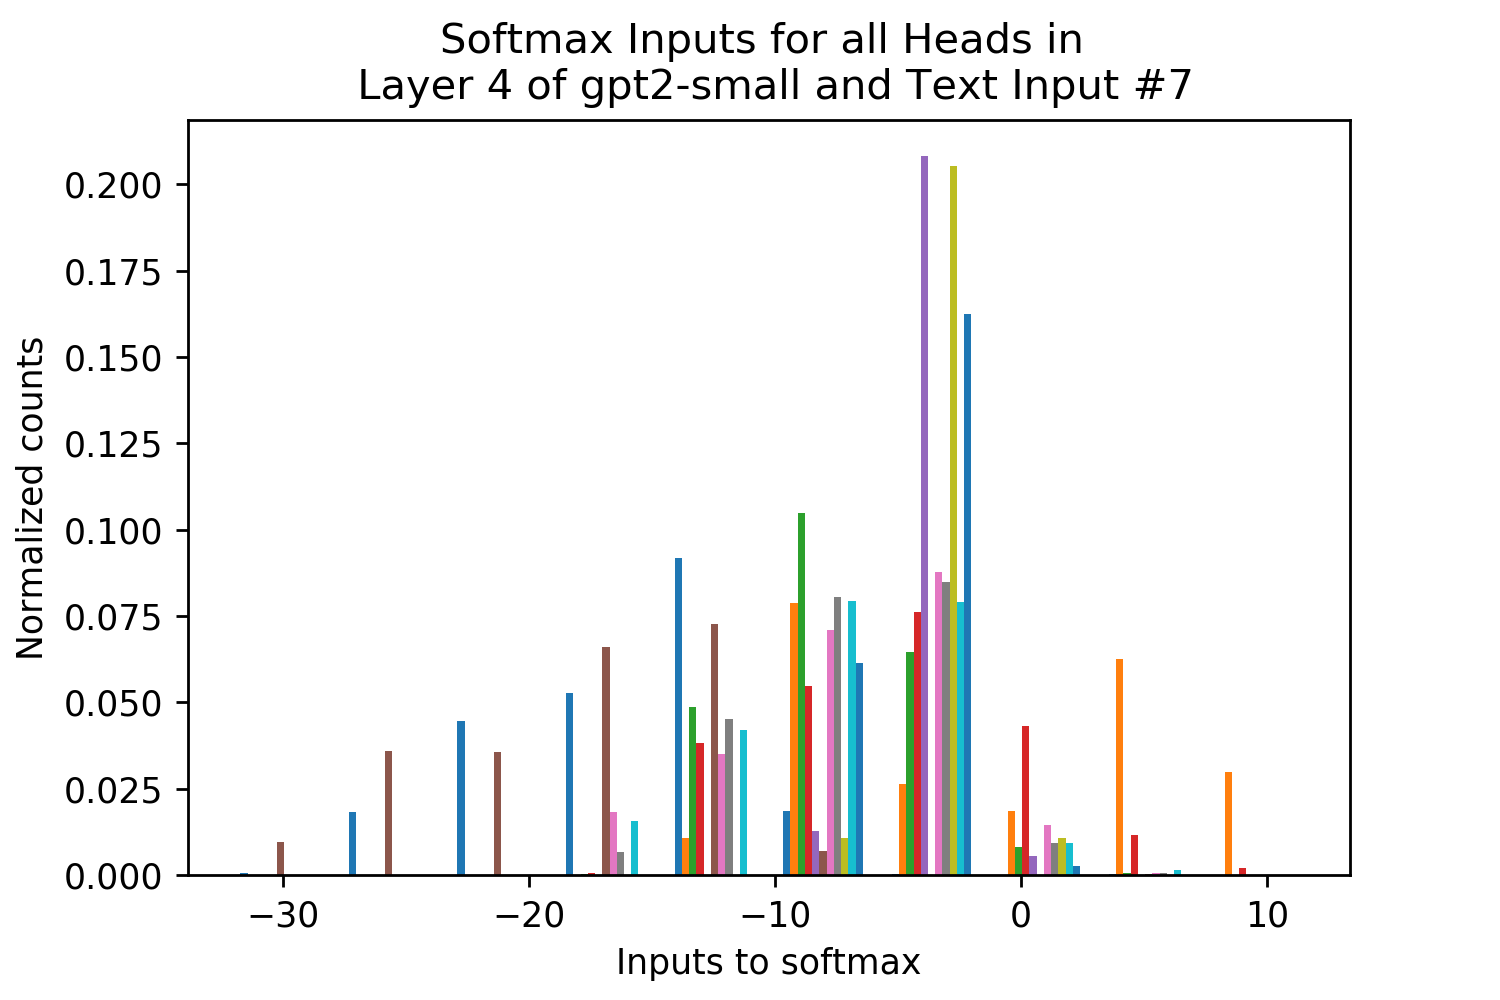 Softmax Inputs for all Heads in
Layer 4 of gpt2-small and Text Input #7
Normalized counts
0.200
0.175
0.150
0.125
0.100
0.075
0.050
0.025
0.000
−30 −20 −10 0 10
Inputs to softmax